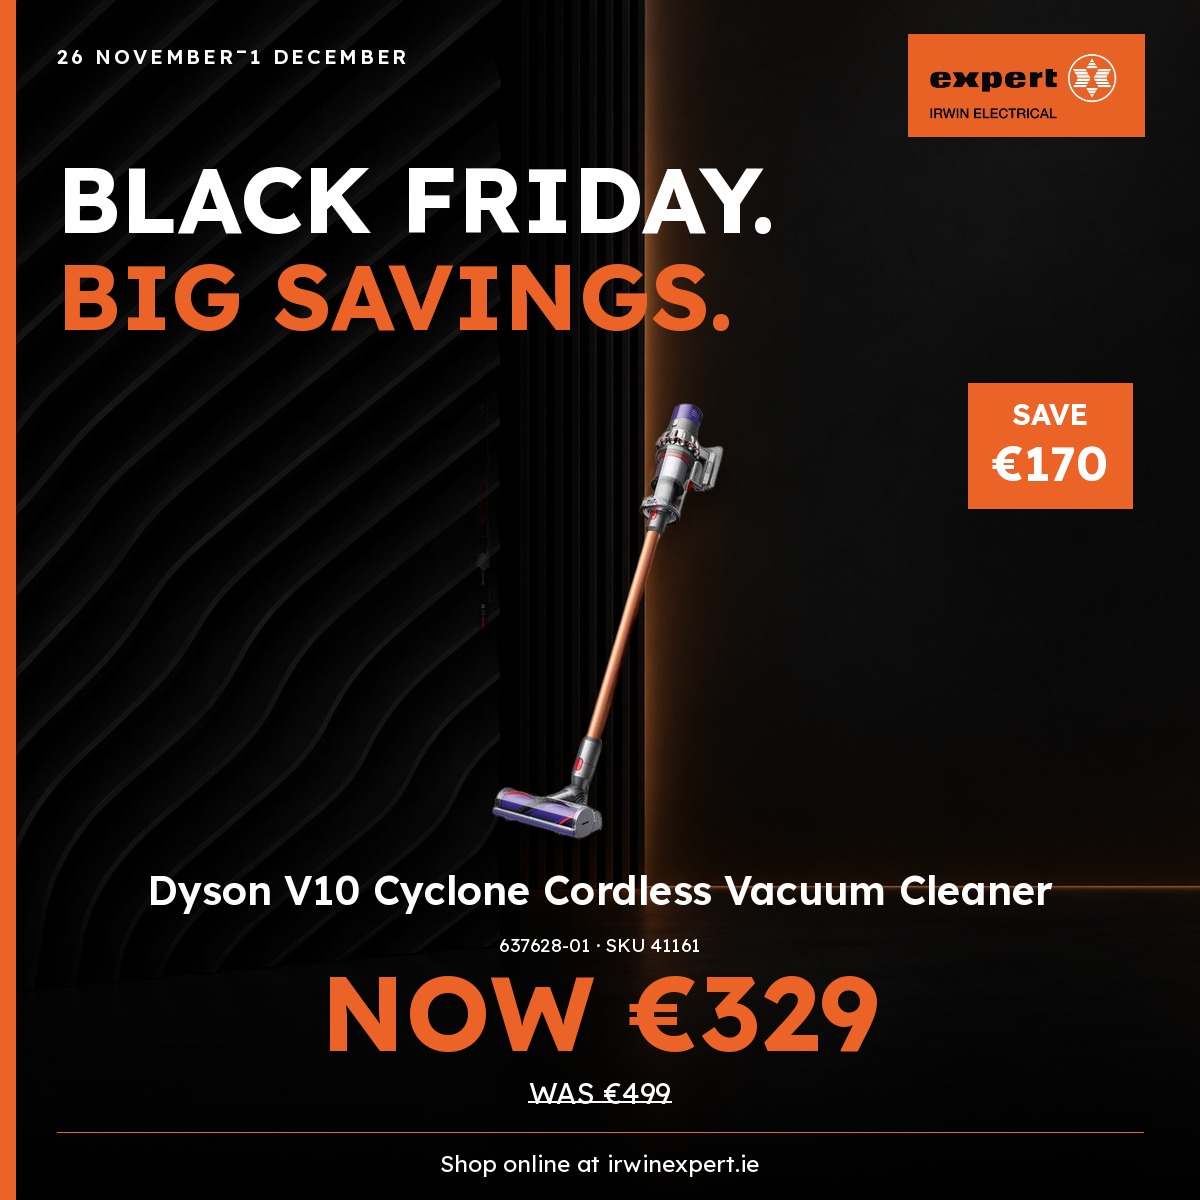 26 NOVEMBER–1 DECEMBER
expert
IRWIN ELECTRICAL
BLACK FRIDAY.
BIG SAVINGS.
SAVE
€170
Dyson V10 Cyclone Cordless Vacuum Cleaner
637628-01 · SKU 41161
NOW €329
WAS €499
Shop online at irwinexpert.ie